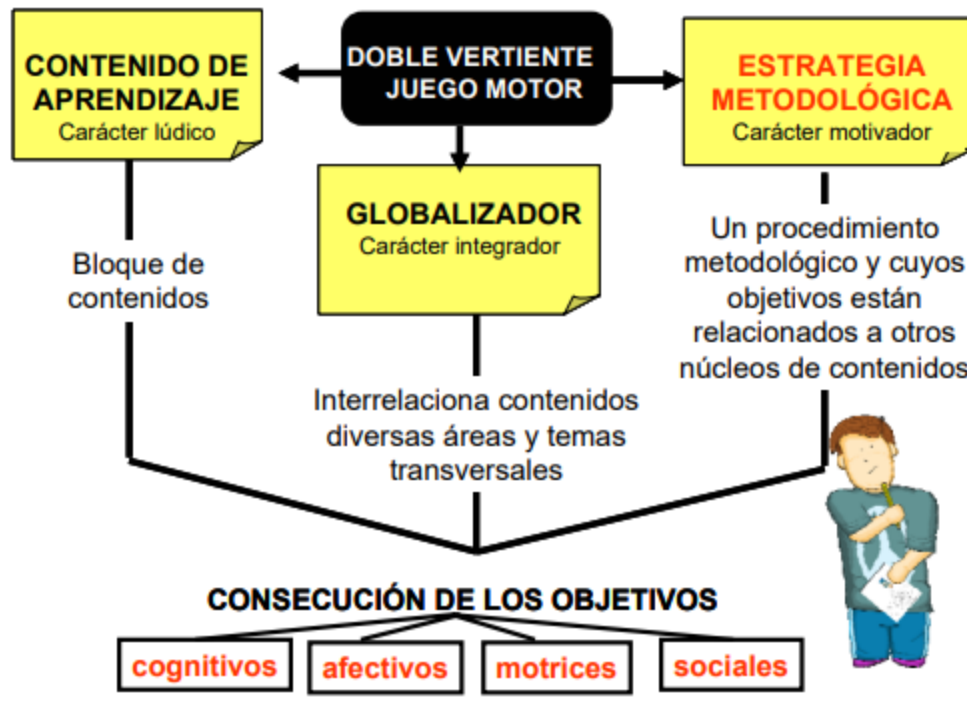 DOBLE VERTIENTE
JUEGO MOTOR
CONTENIDO DE
APRENDIZAJE
Carácter lúdico
ESTRATEGIA
METODOLÓGICA
Carácter motivador
GLOBALIZADOR
Carácter integrador
Bloque de
contenidos
Un procedimiento
metodológico y cuyos
objetivos están
relacionados a otros
núcleos de contenidos
Interrelaciona contenidos
diversas áreas y temas
transversales
CONSECUCIÓN DE LOS OBJETIVOS
cognitivos
afectivos
motrices
sociales